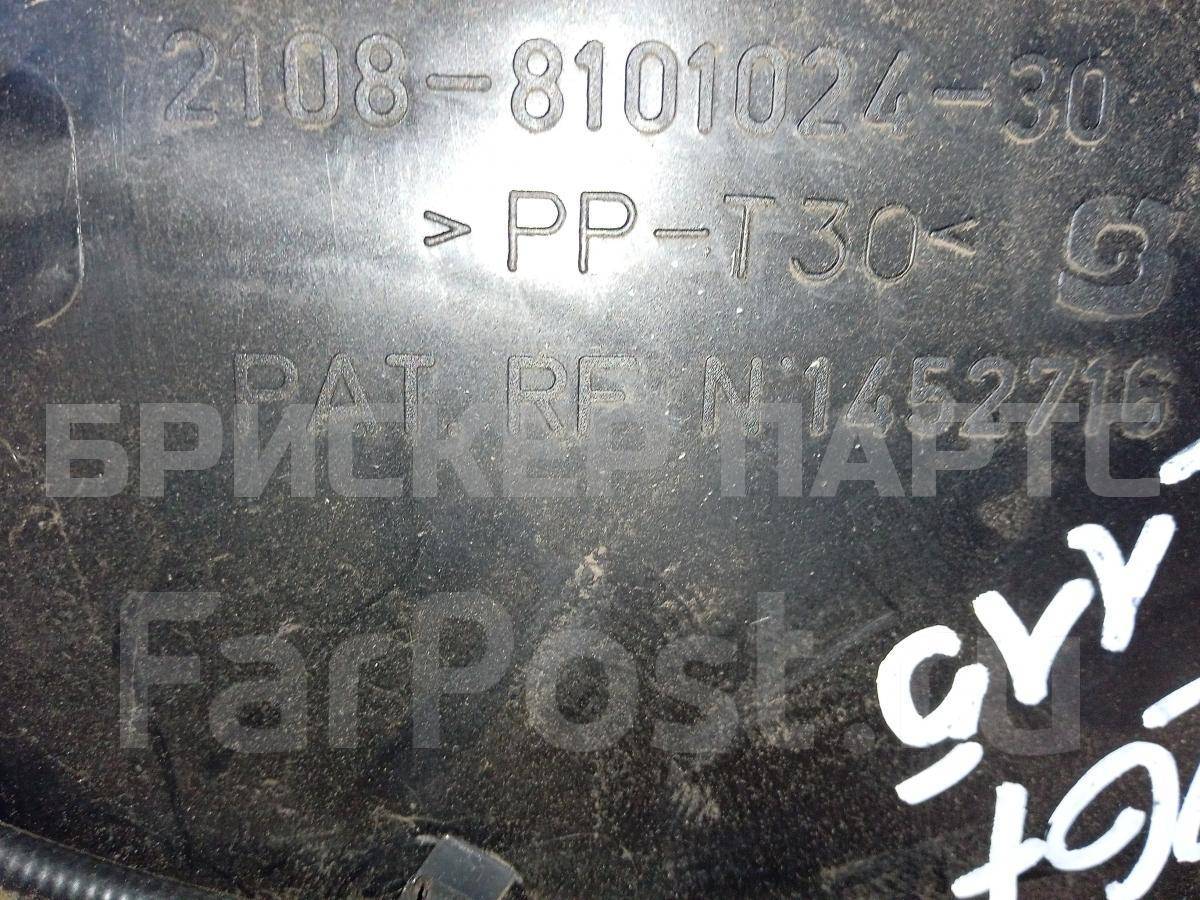 2108-8101024-30
>PP-T30<
PAT. RF N:1452716
БРИСКЕР ПАРТС
FarPost.ru